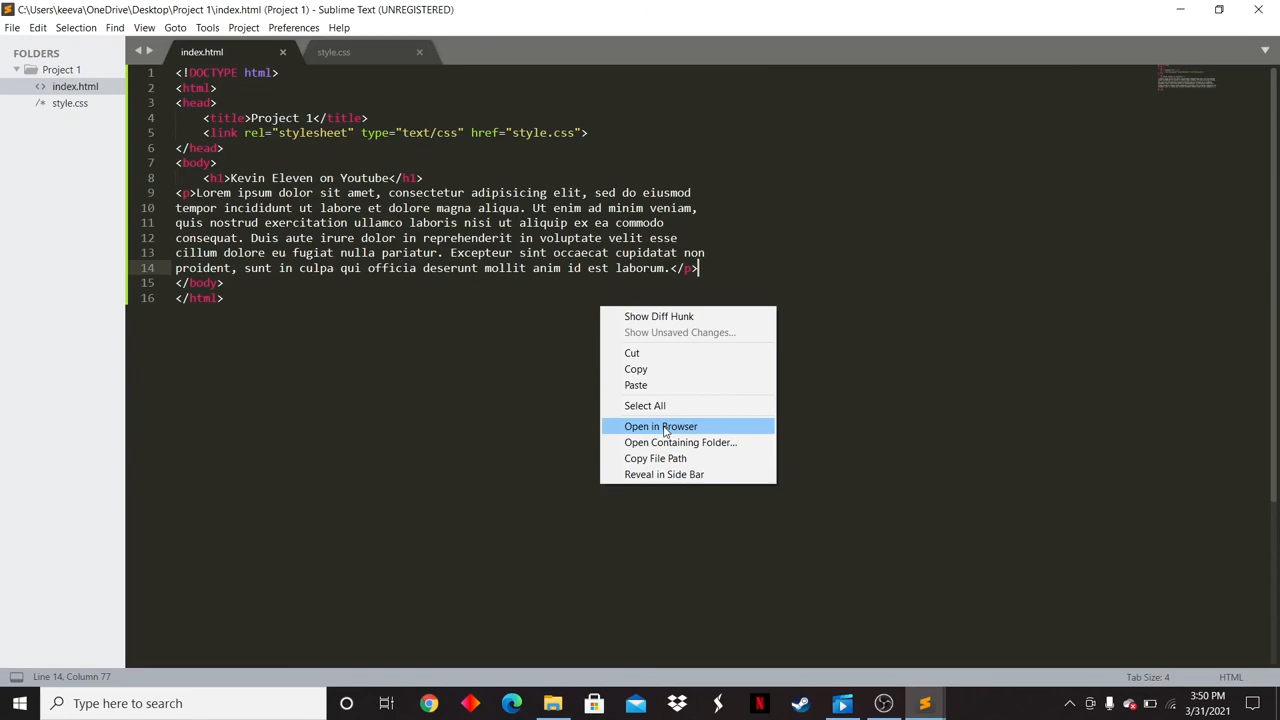 C:\Users\keeva\OneDrive\Desktop\Project 1\index.html (Project 1) - Sublime Text (UNREGISTERED)
File Edit Selection Find View Goto Tools Project Preferences Help
FOLDERS
Project 1
<> index.html
/* style.css
index.html
style.css
1 <!DOCTYPE html>
2 <html>
3 <head>
4 <title>Project 1</title>
5 <link rel="stylesheet" type="text/css" href="style.css">
6 </head>
7 <body>
8 <h1>Kevin Eleven on Youtube</h1>
9 <p>Lorem ipsum dolor sit amet, consectetur adipisicing elit, sed do eiusmod
10 tempor incididunt ut labore et dolore magna aliqua. Ut enim ad minim veniam,
11 quis nostrud exercitation ullamco laboris nisi ut aliquip ex ea commodo
12 consequat. Duis aute irure dolor in reprehenderit in voluptate velit esse
13 cillum dolore eu fugiat nulla pariatur. Excepteur sint occaecat cupidatat non
14 proident, sunt in culpa qui officia deserunt mollit anim id est laborum.</p>
15 </body>
16 </html>
Show Diff Hunk
Show Unsaved Changes...
Cut
Copy
Paste
Select All
Open in Browser
Open Containing Folder...
Copy File Path
Reveal in Side Bar
Line 14, Column 77
Tab Size: 4
HTML
Type here to search
3:50 PM
3/31/2021